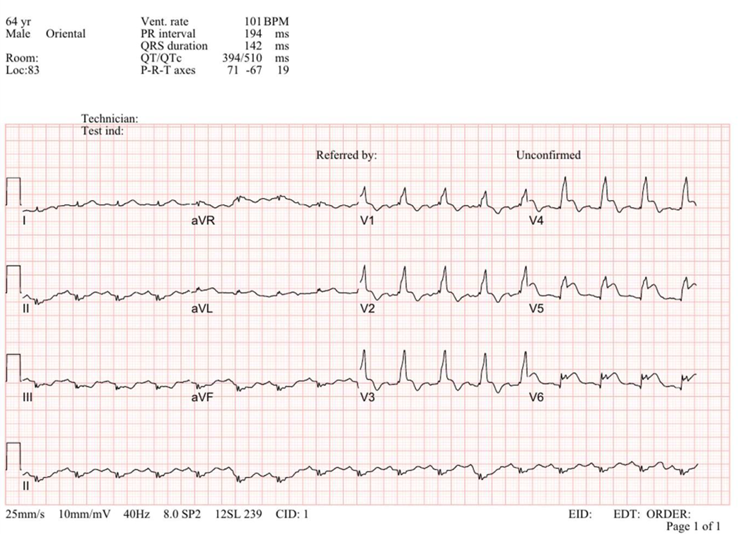 64 yr Vent. rate 101 BPM
Male Oriental PR interval 194 ms
QRS duration 142 ms
Room: QT/QTc 394/510 ms
Loc:83 P-R-T axes 71 -67 19
Technician:
Test ind:
Referred by: Unconfirmed
I aVR V1 V4
II aVL V2 V5
III aVF V3 V6
II
25mm/s 10mm/mV 40Hz 8.0 SP2 12SL 239 CID: 1 EID: EDT: ORDER:
Page 1 of 1